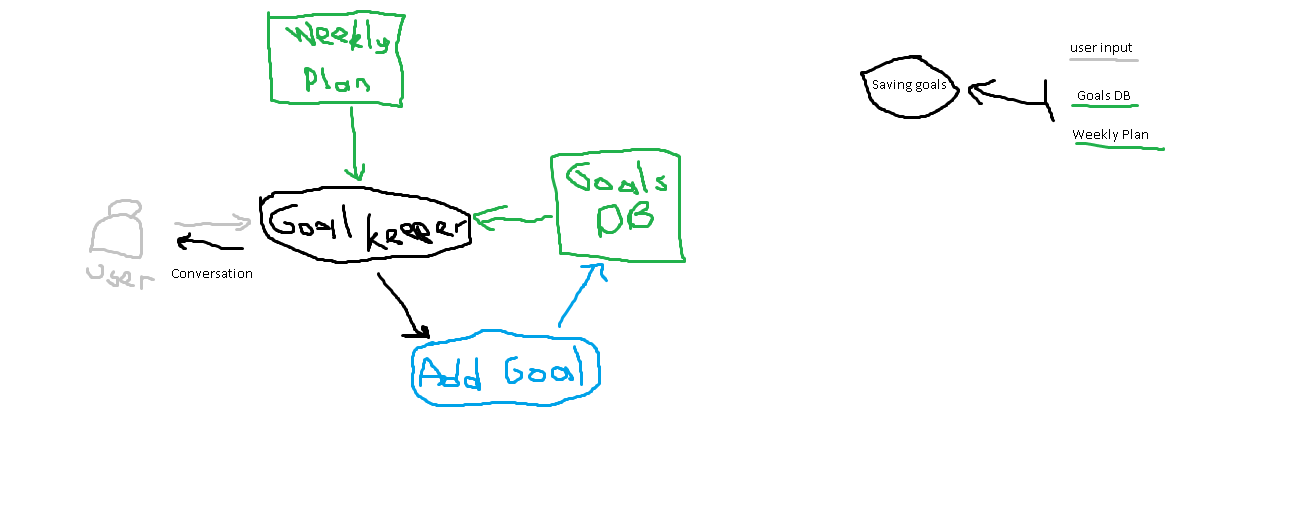 Weekly
Plan
user input
Saving goals
Goals DB
Weekly Plan
Goals
DB
Goal keeper
User
Conversation
Add Goal